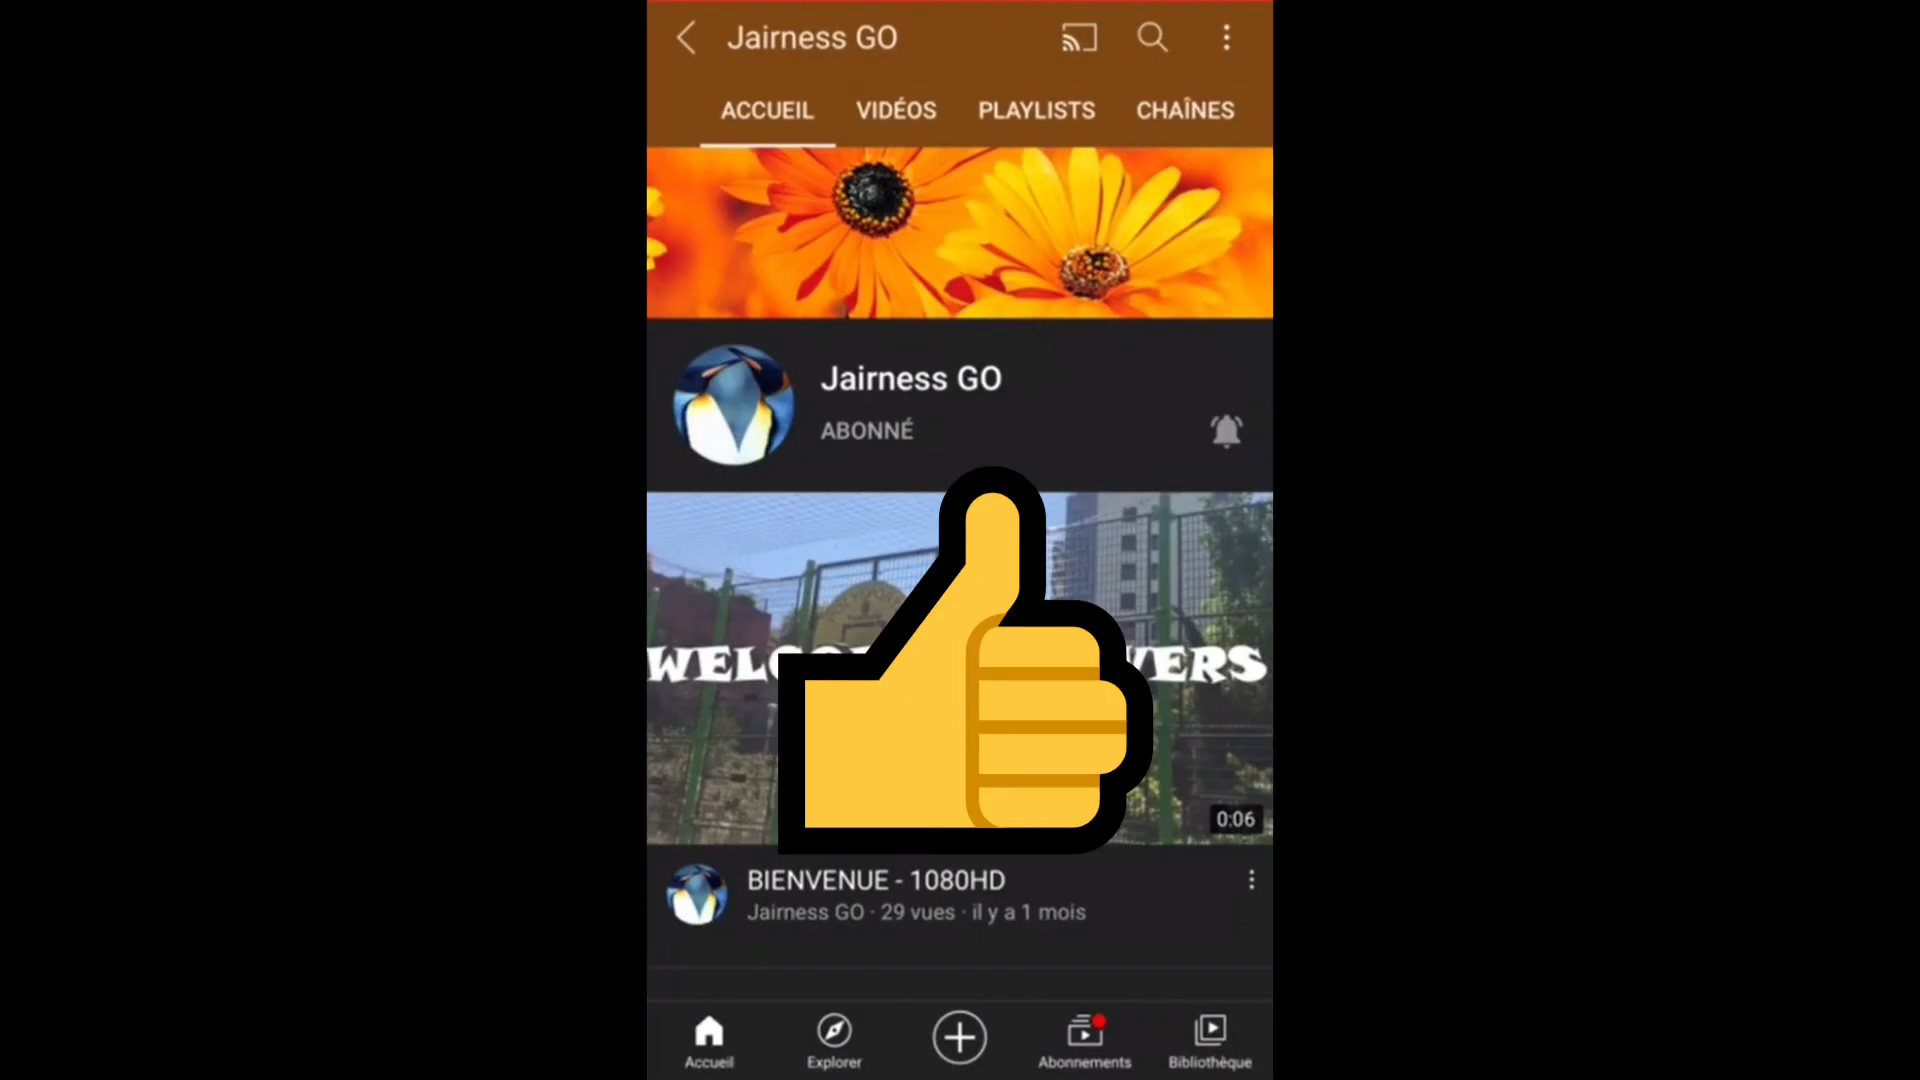 Jairness GO
ACCUEIL VIDÉOS PLAYLISTS CHAÎNES
Jairness GO
ABONNÉ
0:06
BIENVENUE - 1080HD
Jairness GO · 29 vues · il y a 1 mois
Accueil Explorer Abonnements Bibliothèque